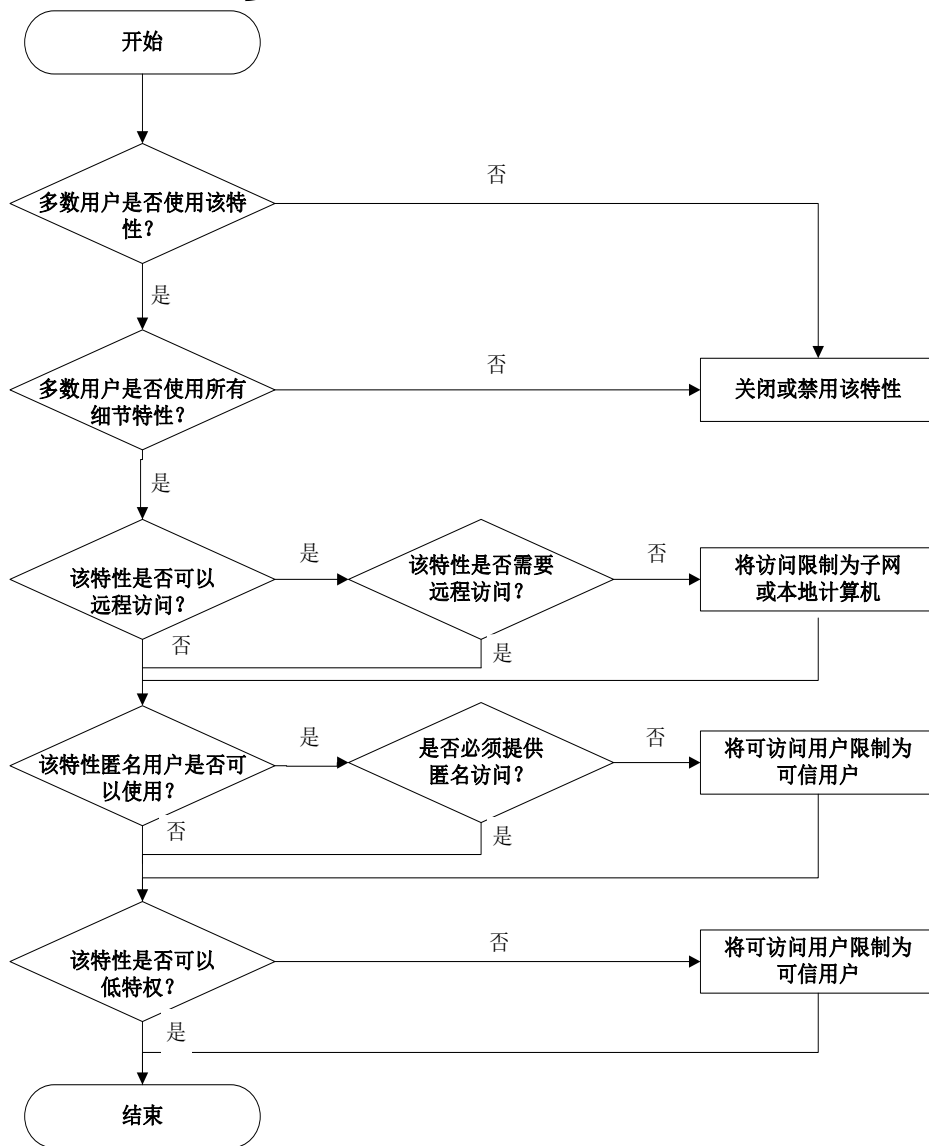 开始
否
多数用户是否使用该特
性？
是
否
多数用户是否使用所有
细节特性？
关闭或禁用该特性
是
是
否
该特性是否可以
远程访问？
该特性是否需要
远程访问？
将访问限制为子网
或本地计算机
否
是
是
否
该特性匿名用户是否可
以使用？
是否必须提供
匿名访问？
将可访问用户限制为
可信用户
否
是
否
该特性是否可以
低特权？
将可访问用户限制为
可信用户
是
结束